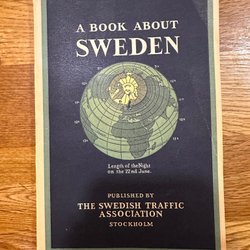 A BOOK ABOUT
SWEDEN
Length of the Night
on the 22nd June.
PUBLISHED BY
THE SWEDISH TRAFFIC
ASSOCIATION
STOCKHOLM